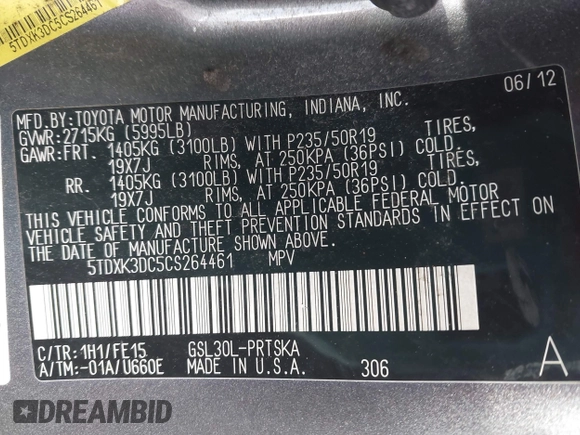 5TDXK3DC5CS264461
06/12
MFD.BY:TOYOTA MOTOR MANUFACTURING, INDIANA, INC.
GVWR:2715KG (5995LB)
GAWR:FRT. 1405KG (3100LB) WITH P235/50R19 TIRES,
19X7J RIMS, AT 250KPA (36PSI) COLD.
RR. 1405KG (3100LB) WITH P235/50R19 TIRES,
19X7J RIMS, AT 250KPA (36PSI) COLD.
THIS VEHICLE CONFORMS TO ALL APPLICABLE FEDERAL MOTOR
VEHICLE SAFETY AND THEFT PREVENTION STANDARDS IN EFFECT ON
THE DATE OF MANUFACTURE SHOWN ABOVE.
5TDXK3DC5CS264461 MPV
C/TR: 1H1/FE15 GSL30L-PRTSKA
A/TM:-01A/U660E MADE IN U.S.A. 306 A
DREAMBID